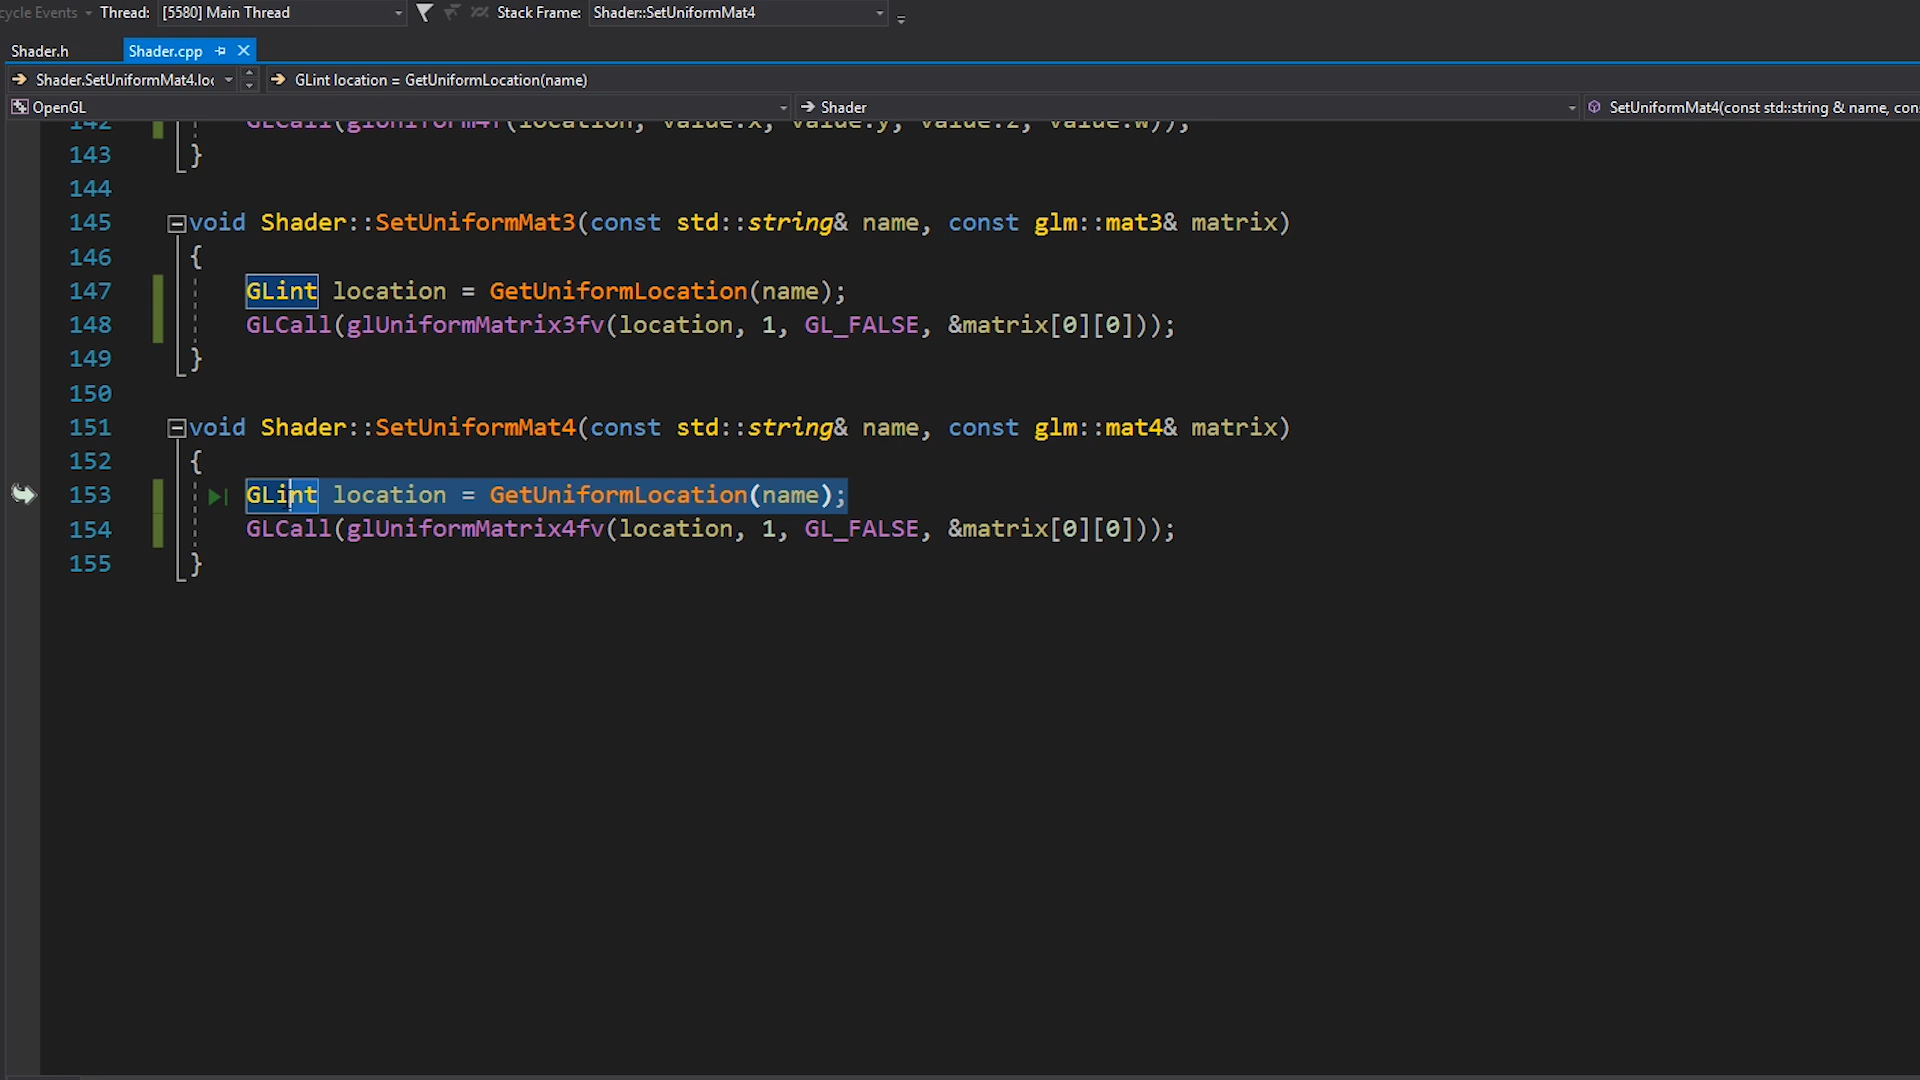 cycle Events Thread: [5580] Main Thread Stack Frame: Shader::SetUniformMat4
Shader.h Shader.cpp
Shader.SetUniformMat4.loc GLint location = GetUniformLocation(name)
OpenGL Shader SetUniformMat4(const std::string & name, cons
142 GLCall(glUniform4f(location, value.x, value.y, value.z, value.w));
143 }
144
145 void Shader::SetUniformMat3(const std::string& name, const glm::mat3& matrix)
146 {
147 GLint location = GetUniformLocation(name);
148 GLCall(glUniformMatrix3fv(location, 1, GL_FALSE, &matrix[0][0]));
149 }
150
151 void Shader::SetUniformMat4(const std::string& name, const glm::mat4& matrix)
152 {
153 GLint location = GetUniformLocation(name);
154 GLCall(glUniformMatrix4fv(location, 1, GL_FALSE, &matrix[0][0]));
155 }